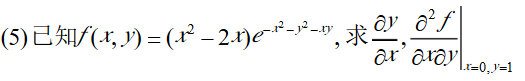 (5)已知f(x, y) = (x² − 2x)e^{-x²−y²−xy}, 求 ∂y/∂x, ∂²f/∂x∂y|_{x=0, y=1}